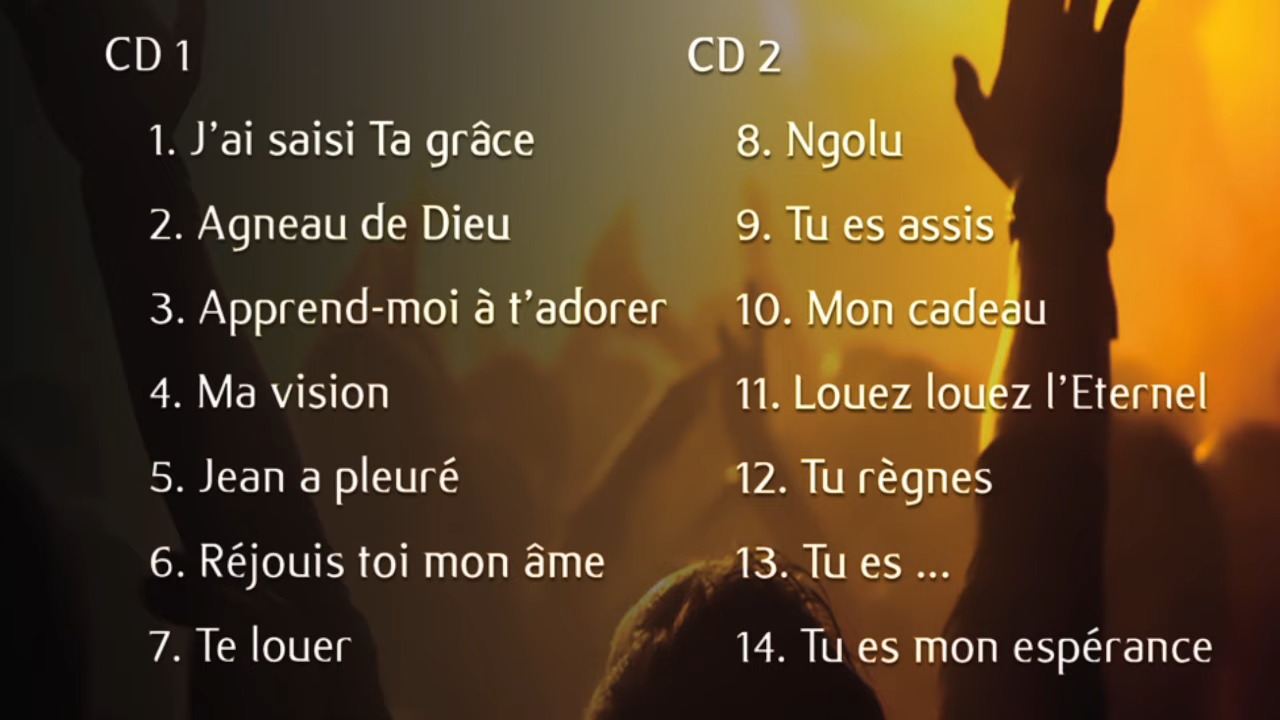 CD 1
1. J'ai saisi Ta grâce
2. Agneau de Dieu
3. Apprend-moi à t'adorer
4. Ma vision
5. Jean a pleuré
6. Réjouis toi mon âme
7. Te louer
CD 2
8. Ngolu
9. Tu es assis
10. Mon cadeau
11. Louez louez l'Eternel
12. Tu règnes
13. Tu es ...
14. Tu es mon espérance